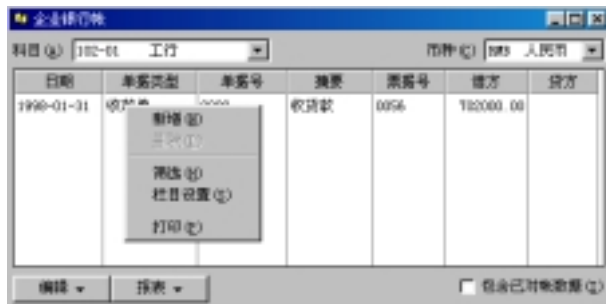 企业银行帐
科目(A) 102-01 工行 币种(C) RMB 人民币
日期 单据类型 单据号 摘要 票据号 借方 贷方
1998-01-31 收款单 收货款 0056 702000.00
新增(N)
删除(D)
筛选(H)
栏目设置(S)
打印(P)
编辑 报表 包含已对帐数据(I)